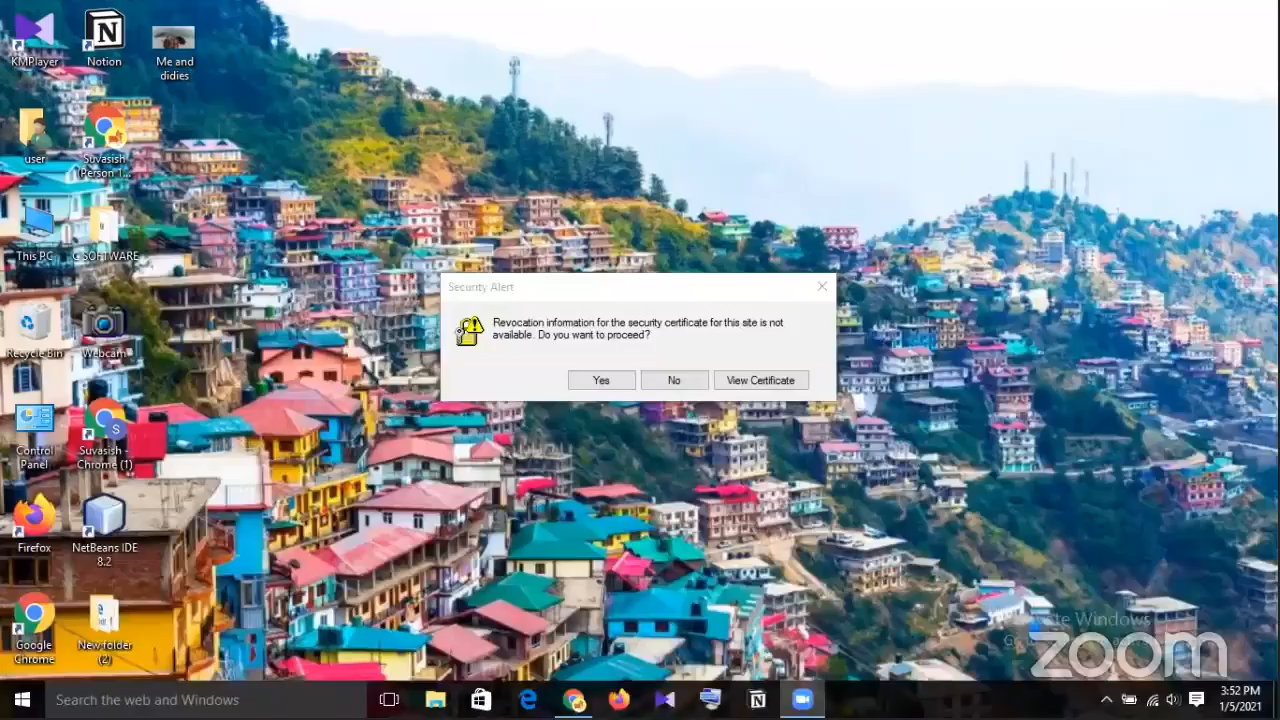 KMPlayer
Notion
Me and
didies
user
Suvasish
(Person 1...
This PC
C SOFTWARE
Recycle Bin
Webcam
Control
Panel
Suvasish -
Chrome (1)
S
Firefox
NetBeans IDE
8.2
Google
Chrome
New folder
(2)
Security Alert
Revocation information for the security certificate for this site is not
available. Do you want to proceed?
Yes
No
View Certificate
Windows
zoom
Search the web and Windows
3:52 PM
1/5/2021